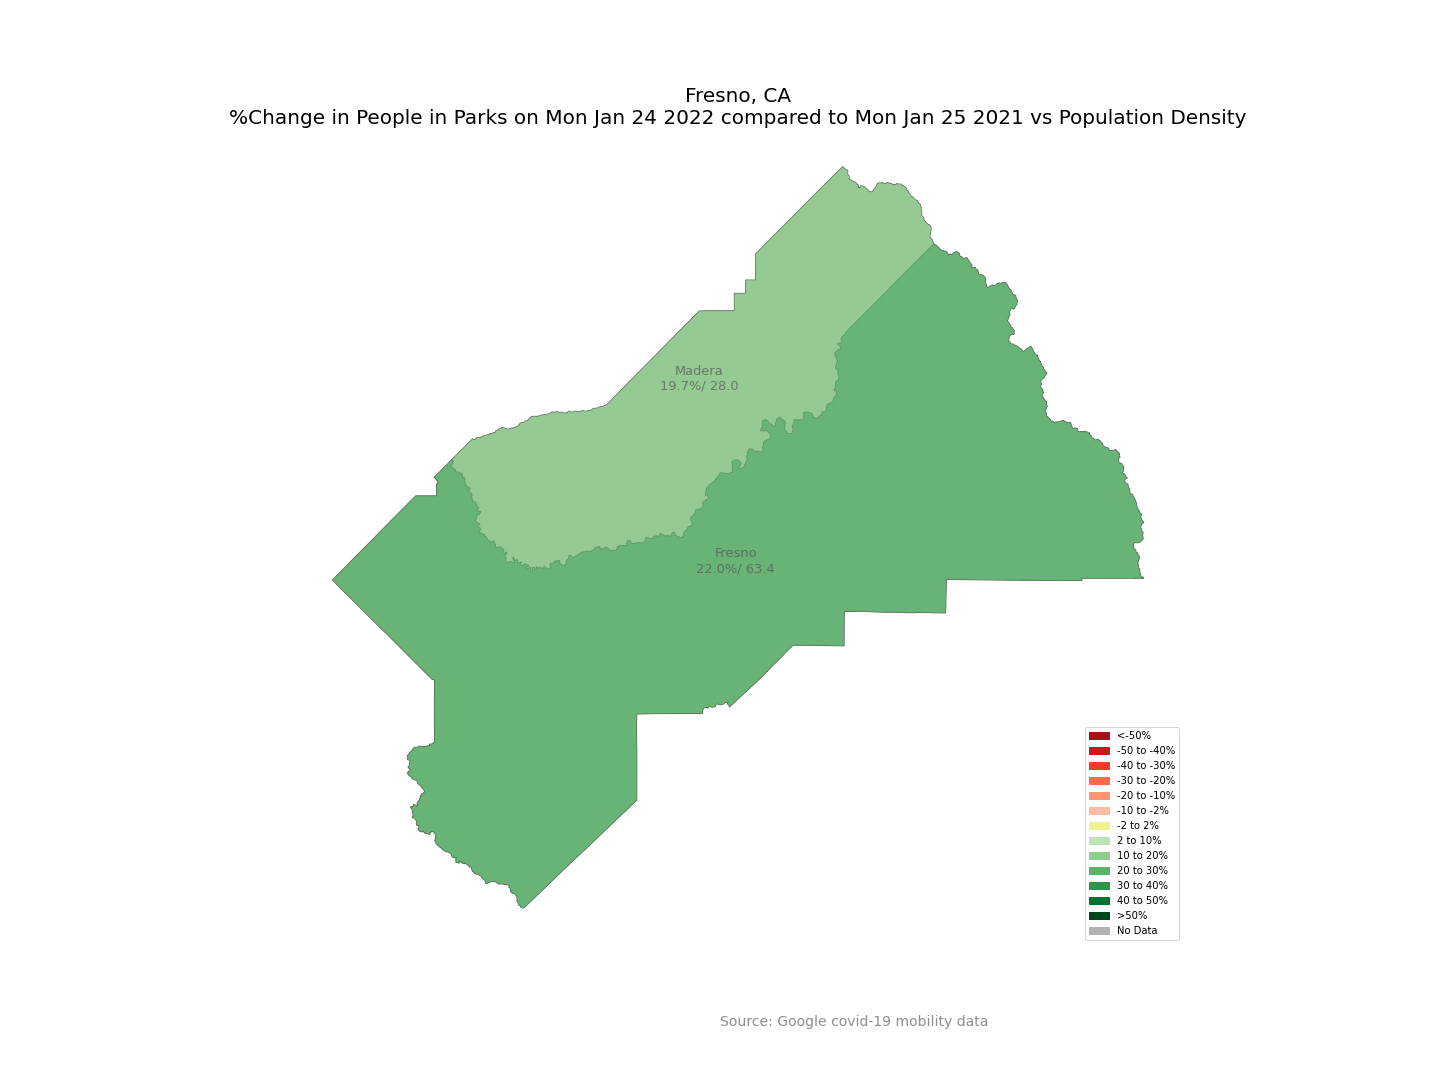 Fresno, CA
%Change in People in Parks on Mon Jan 24 2022 compared to Mon Jan 25 2021 vs Population Density
Madera
19.7%/ 28.0
Fresno
22.0%/ 63.4
<-50%
-50 to -40%
-40 to -30%
-30 to -20%
-20 to -10%
-10 to -2%
-2 to 2%
2 to 10%
10 to 20%
20 to 30%
30 to 40%
40 to 50%
>50%
No Data
Source: Google covid-19 mobility data